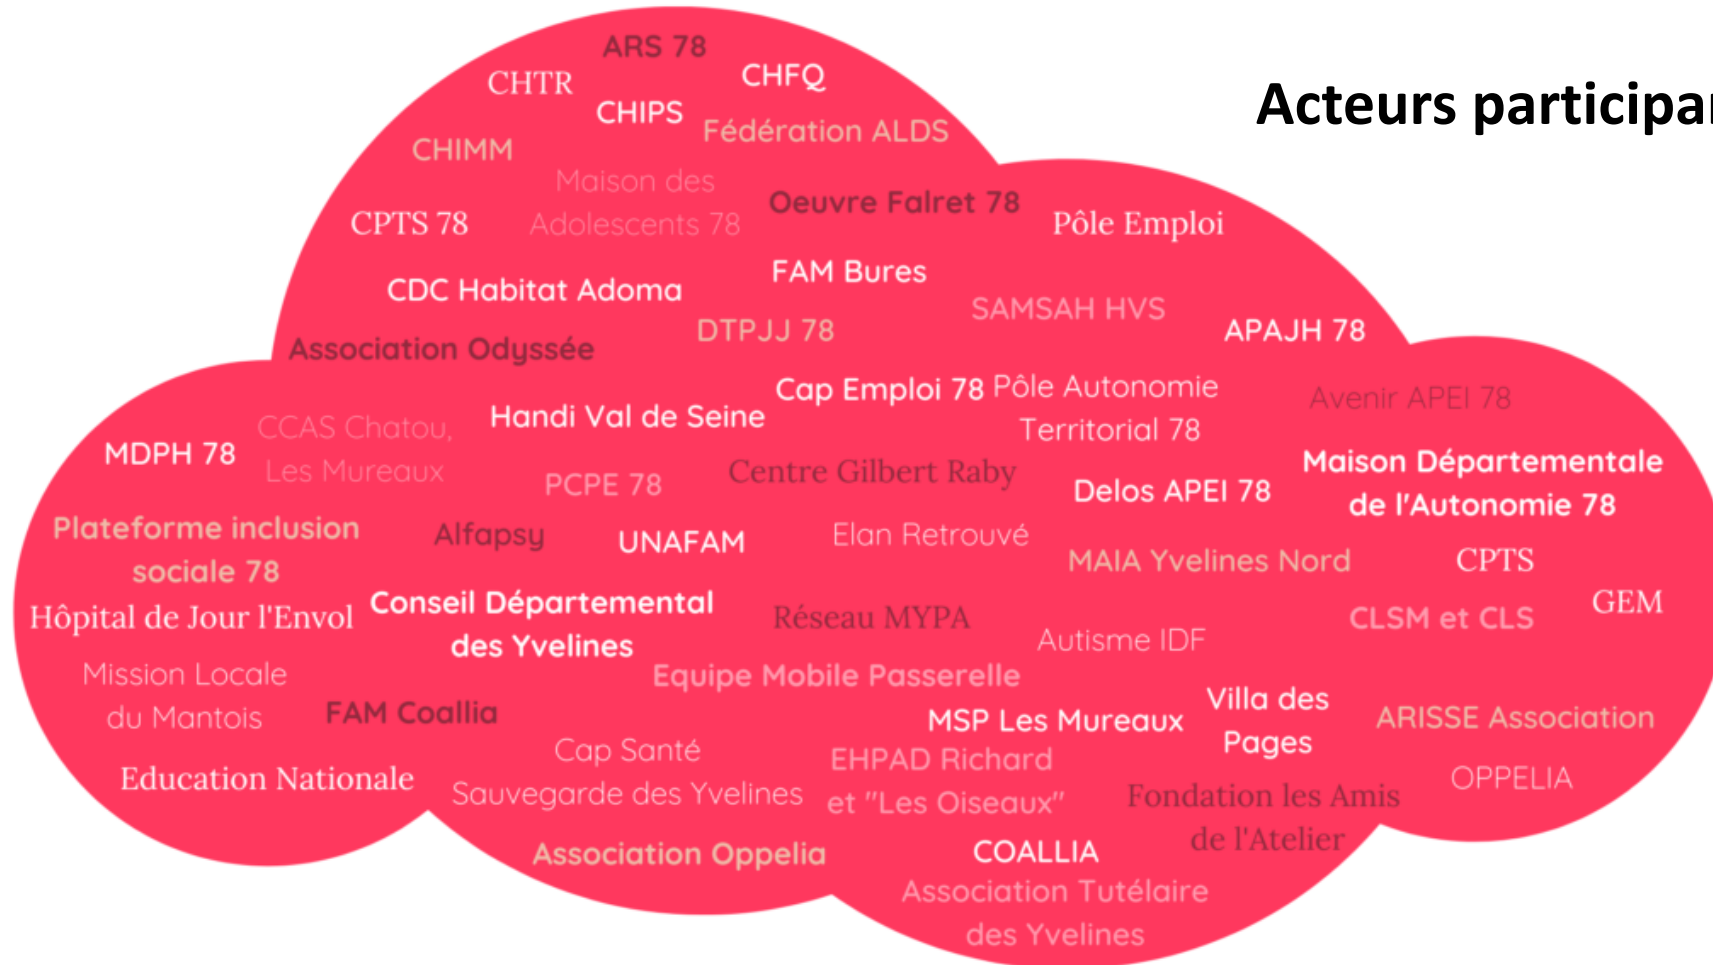 Acteurs participan
ARS 78
CHTR
CHFQ
CHIPS
Fédération ALDS
CHIMM
Maison des
Adolescents 78
Oeuvre Falret 78
CPTS 78
Pôle Emploi
CDC Habitat Adoma
FAM Bures
SAMSAH HVS
DTPJJ 78
APAJH 78
Association Odyssée
Cap Emploi 78
Pôle Autonomie
Territorial 78
Avenir APEI 78
CCAS Chatou,
Les Mureaux
Handi Val de Seine
MDPH 78
PCPE 78
Centre Gilbert Raby
Delos APEI 78
Maison Départementale
de l'Autonomie 78
Plateforme inclusion
sociale 78
Alfapsy
UNAFAM
Elan Retrouvé
MAIA Yvelines Nord
CPTS
Hôpital de Jour l'Envol
Conseil Départemental
des Yvelines
Réseau MYPA
CLSM et CLS
GEM
Autisme IDF
Mission Locale
du Mantois
Equipe Mobile Passerelle
FAM Coallia
MSP Les Mureaux
Villa des
Pages
ARISSE Association
Education Nationale
Cap Santé
Sauvegarde des Yvelines
EHPAD Richard
et "Les Oiseaux"
Fondation les Amis
de l'Atelier
OPPELIA
Association Oppelia
COALLIA
Association Tutélaire
des Yvelines